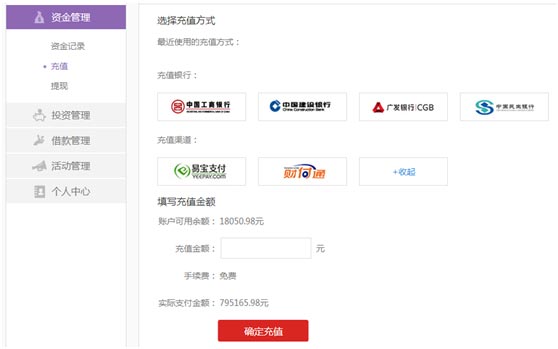 资金管理
资金记录
充值
提现
投资管理
借款管理
活动管理
个人中心
选择充值方式
最近使用的充值方式：
充值银行：
中国工商银行
中国建设银行
China Construction Bank
广发银行|CGB
中国民生银行
充值渠道：
易宝支付
YEEPAY.COM
财付通
+收起
填写充值金额
账户可用余额： 18050.98元
充值金额： 元
手续费： 免费
实际支付金额： 795165.98元
确定充值